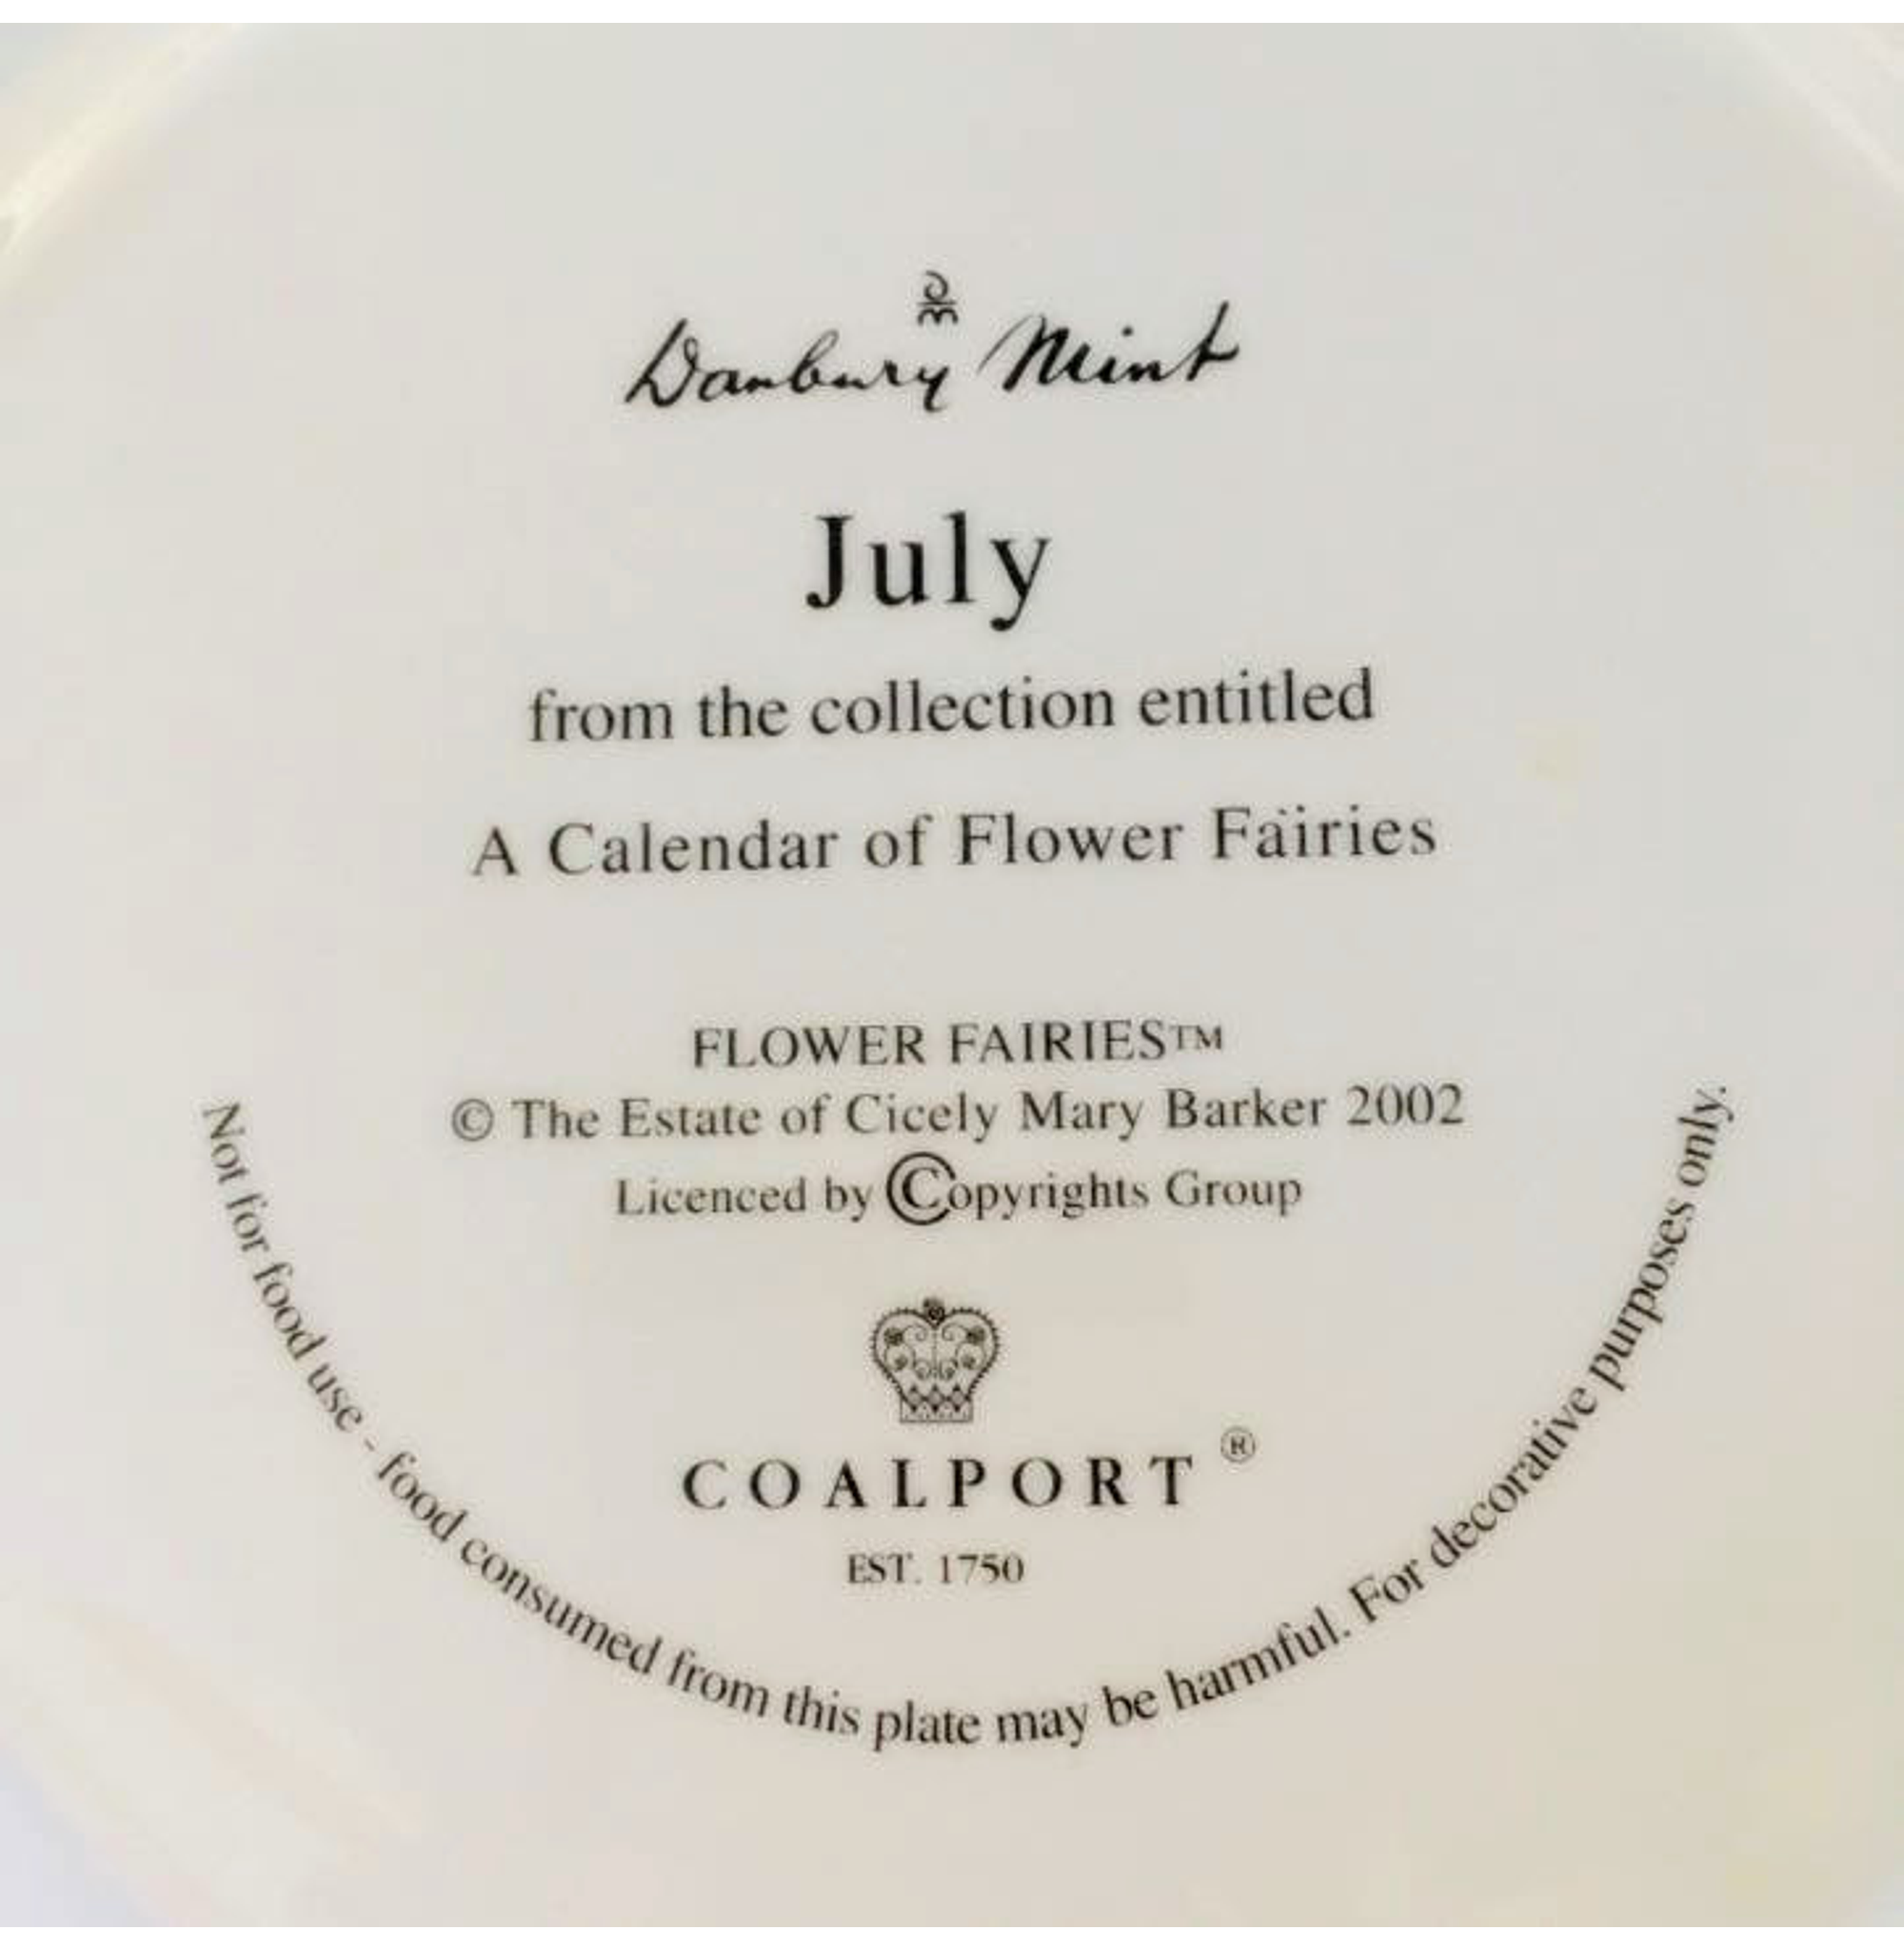 Danbury Mint
July
from the collection entitled
A Calendar of Flower Fairies
FLOWER FAIRIES™
© The Estate of Cicely Mary Barker 2002
Licenced by Copyrights Group
COALPORT ®
EST. 1750
Not for food use - food consumed from this plate may be harmful. For decorative purposes only.